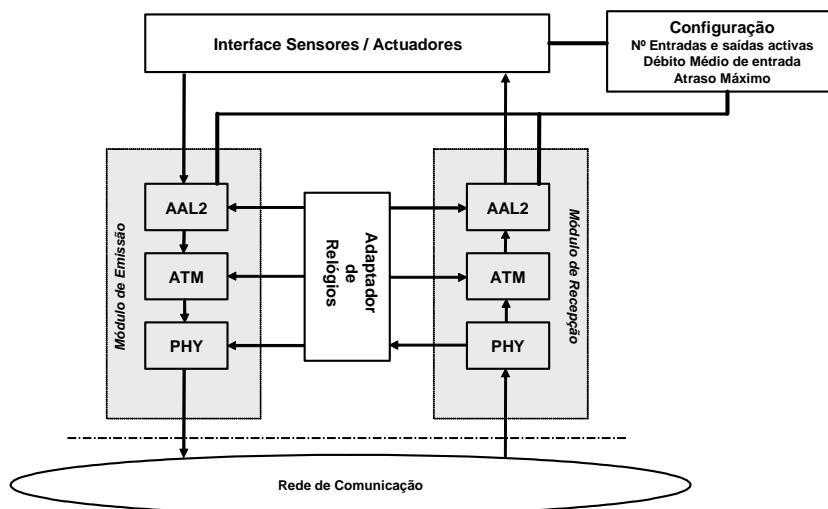 Interface Sensores / Actuadores
Configuração
Nº Entradas e saídas activas
Débito Médio de entrada
Atraso Máximo
Módulo de Emissão
AAL2
ATM
PHY
Adaptador
de
Relógios
AAL2
ATM
PHY
Módulo de Recepção
Rede de Comunicação